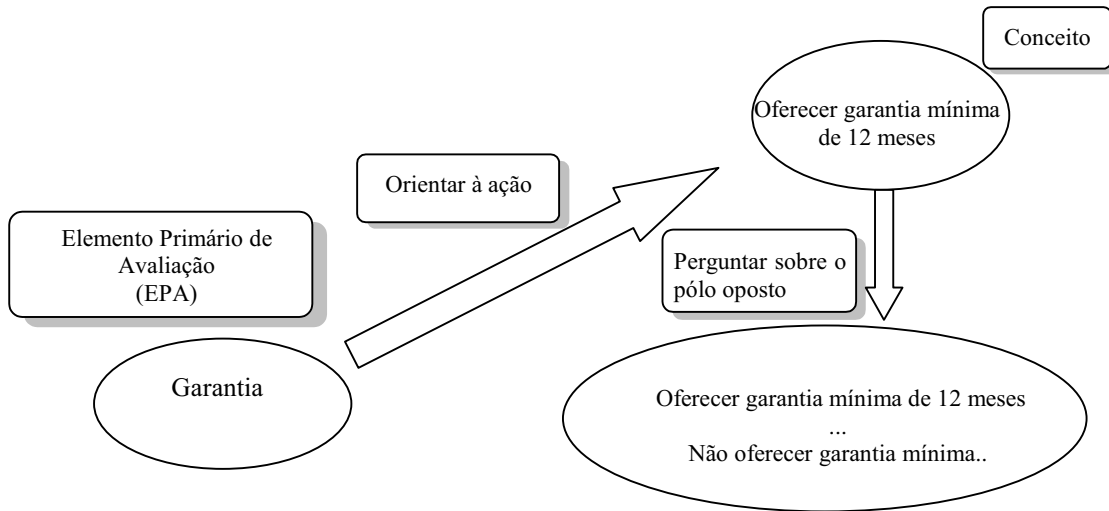 Conceito
Oferecer garantia mínima
de 12 meses
Orientar à ação
Elemento Primário de
Avaliação
(EPA)
Perguntar sobre o
pólo oposto
Garantia
Oferecer garantia mínima de 12 meses
...
Não oferecer garantia mínima..